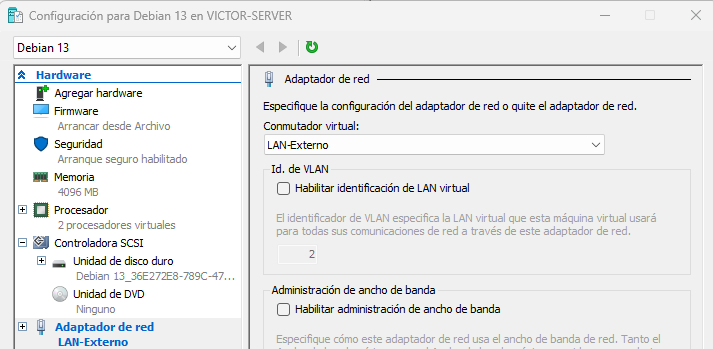 Configuración para Debian 13 en VICTOR-SERVER
Debian 13
Hardware
Agregar hardware
Firmware
Arrancar desde Archivo
Seguridad
Arranque seguro habilitado
Memoria
4096 MB
Procesador
2 procesadores virtuales
Controladora SCSI
Unidad de disco duro
Debian 13_36E272E8-789C-47...
Unidad de DVD
Ninguno
Adaptador de red
LAN-Externo
Adaptador de red
Especifique la configuración del adaptador de red o quite el adaptador de red.
Conmutador virtual:
LAN-Externo
Id. de VLAN
Habilitar identificación de LAN virtual
El identificador de VLAN especifica la LAN virtual que esta máquina virtual usará
para todas sus comunicaciones de red a través de este adaptador de red.
2
Administración de ancho de banda
Habilitar administración de ancho de banda
Especifique cómo este adaptador de red usa el ancho de banda de red. Tanto el